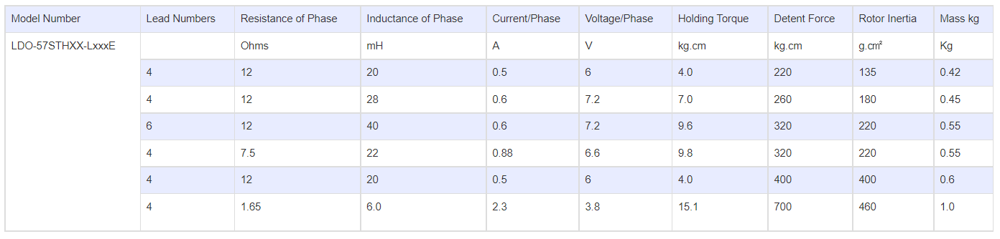 Model Number Lead Numbers Resistance of Phase Inductance of Phase Current/Phase Voltage/Phase Holding Torque Detent Force Rotor Inertia Mass kg
LDO-57STHXX-LxxxE Ohms mH A V kg.cm kg.cm g.c㎡ Kg
4 12 20 0.5 6 4.0 220 135 0.42
4 12 28 0.6 7.2 7.0 260 180 0.45
6 12 40 0.6 7.2 9.6 320 220 0.55
4 7.5 22 0.88 6.6 9.8 320 220 0.55
4 12 20 0.5 6 4.0 400 400 0.6
4 1.65 6.0 2.3 3.8 15.1 700 460 1.0